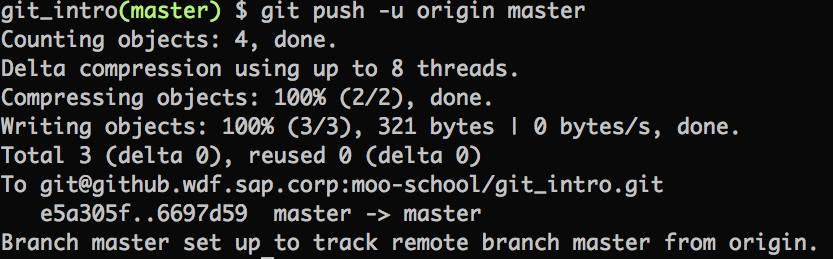 git_intro(master) $ git push -u origin master
Counting objects: 4, done.
Delta compression using up to 8 threads.
Compressing objects: 100% (2/2), done.
Writing objects: 100% (3/3), 321 bytes | 0 bytes/s, done.
Total 3 (delta 0), reused 0 (delta 0)
To git@github.wdf.sap.corp:moo-school/git_intro.git
   e5a305f..6697d59  master -> master
Branch master set up to track remote branch master from origin.